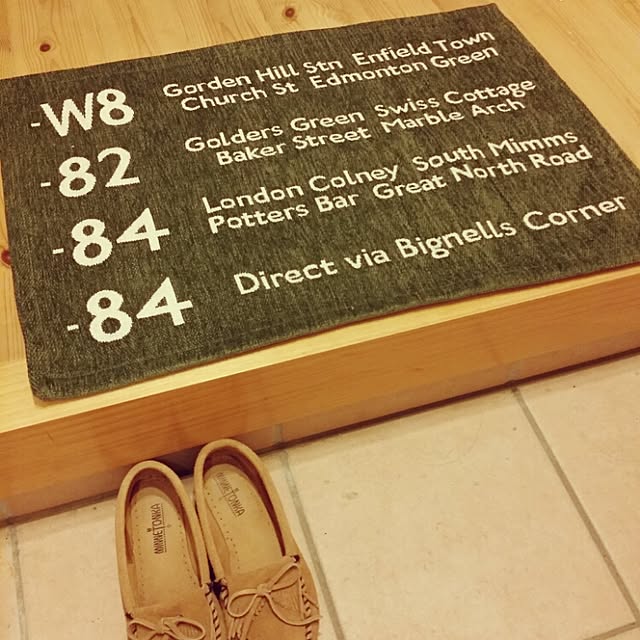 -W8 Gorden Hill Stn Enfield Town
Church St Edmonton Green
-82 Golders Green Swiss Cottage
Baker Street Marble Arch
-84 London Colney South Mimms
Potters Bar Great North Road
-84 Direct via Bignells Corner
MINNETONKA
MINNETONKA